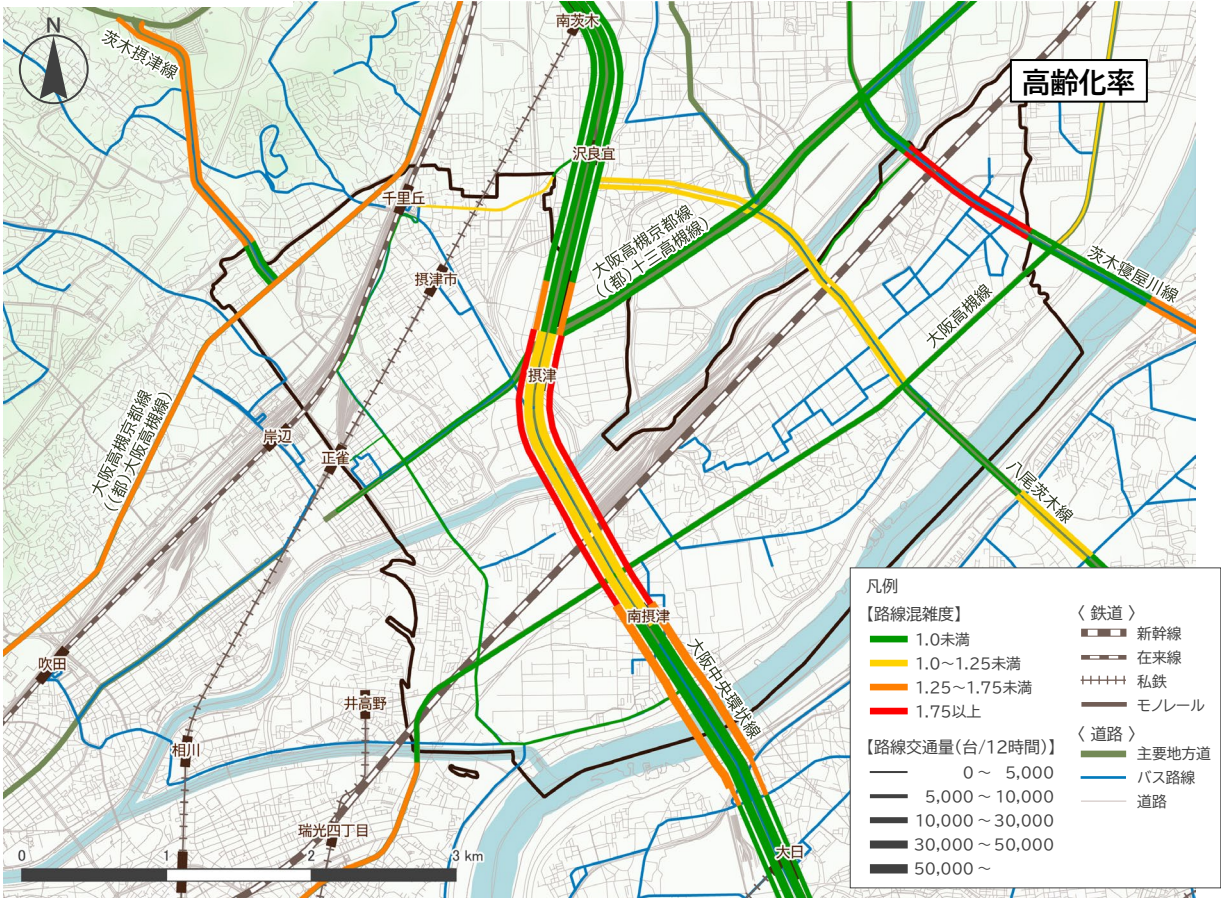 N
高齢化率
茨木摂津線
南茨木
沢良宜
千里丘
摂津市
大阪高槻京都線
((都)十三高槻線)
茨木寝屋川線
大阪高槻線
摂津
大阪高槻京都線
((都)大阪高槻線)
岸辺
正雀
八尾茨木線
南摂津
大阪中央環状線
吹田
井高野
相川
瑞光四丁目
大日
0 1 2 3 km
凡例
【路線混雑度】
1.0未満
1.0~1.25未満
1.25~1.75未満
1.75以上
【路線交通量(台/12時間)】
0 ~ 5,000
5,000 ~ 10,000
10,000 ~ 30,000
30,000 ~ 50,000
50,000 ~
〈 鉄道 〉
新幹線
在来線
私鉄
モノレール
〈 道路 〉
主要地方道
バス路線
道路